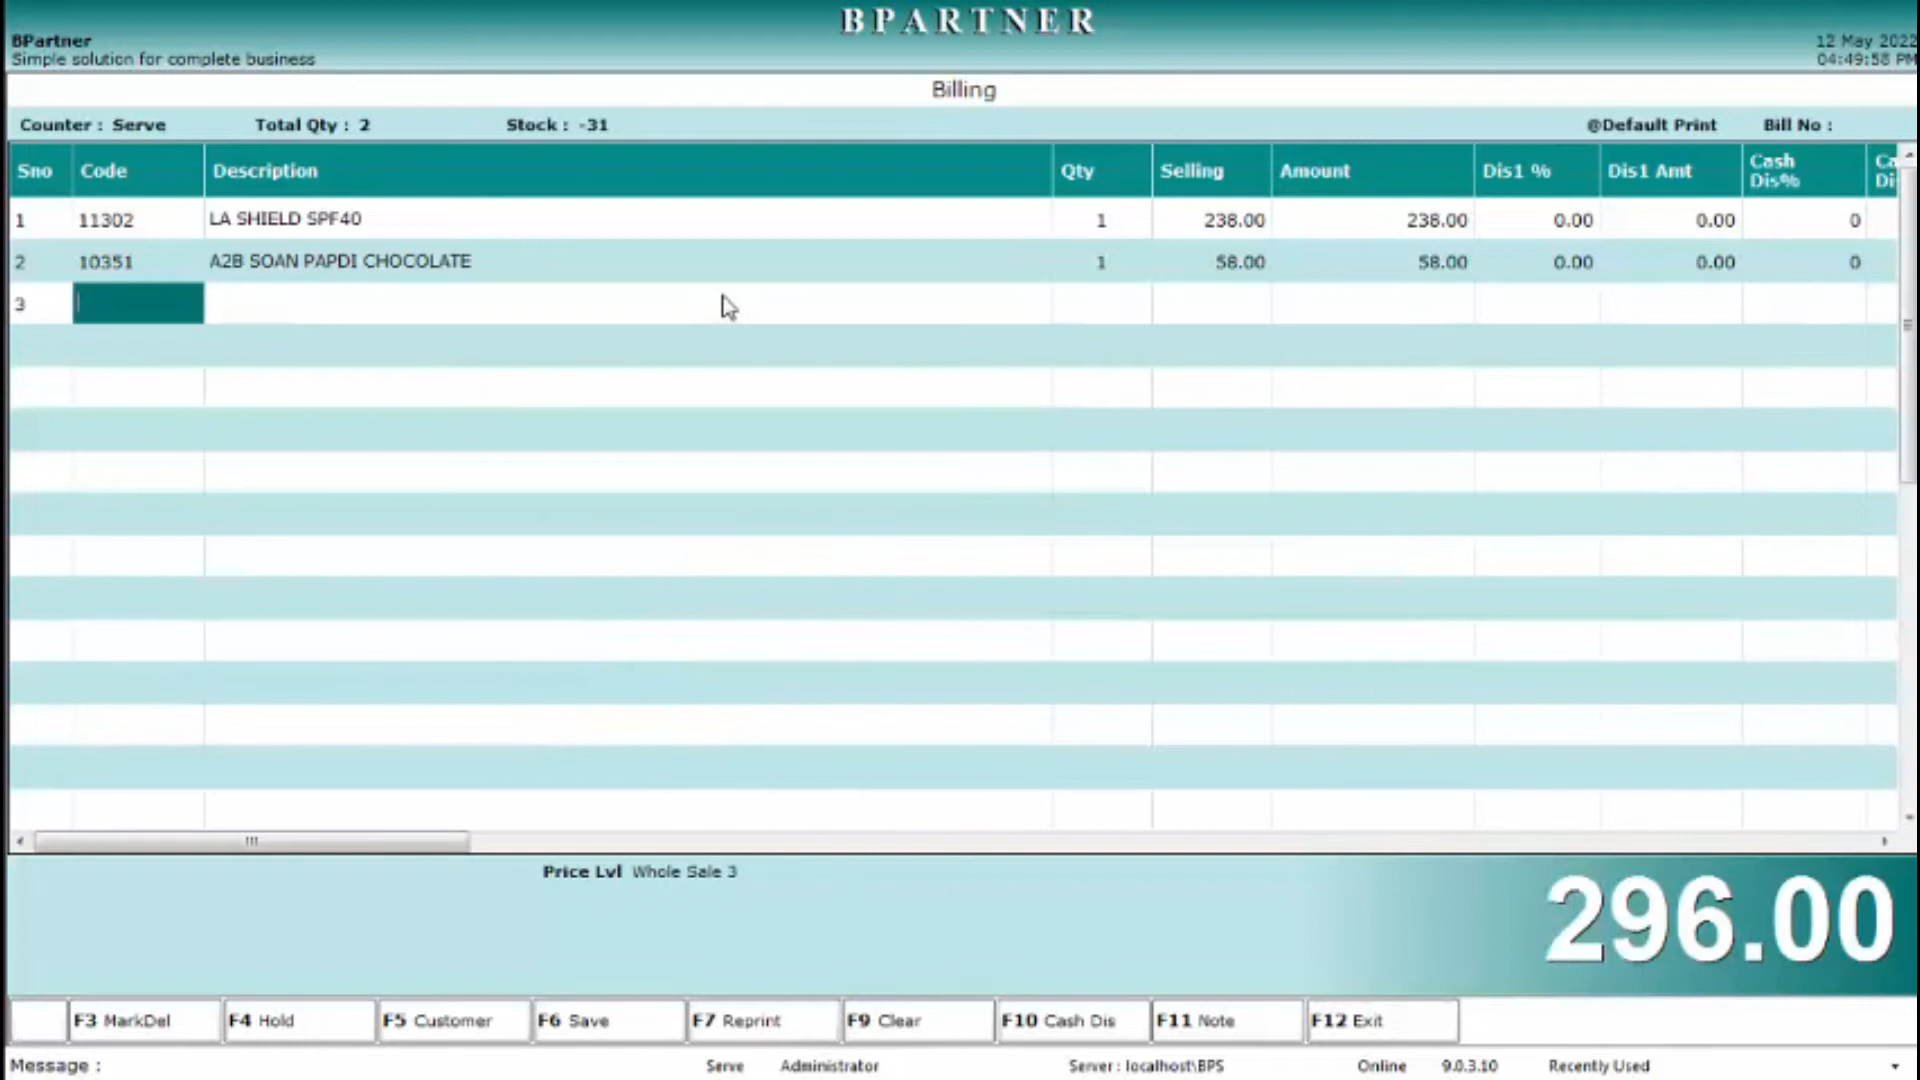 BPARTNER
BPartner
Simple solution for complete business
12 May 2022
04:49:58 PM
Billing
Counter : Serve Total Qty : 2 Stock : -31 @Default Print Bill No :
Sno Code Description Qty Selling Amount Dis1 % Dis1 Amt Cash Dis% Ca Di
1 11302 LA SHIELD SPF40 1 238.00 238.00 0.00 0.00 0
2 10351 A2B SOAN PAPDI CHOCOLATE 1 58.00 58.00 0.00 0.00 0
3
Price Lvl Whole Sale 3
296.00
F3 MarkDel F4 Hold F5 Customer F6 Save F7 Reprint F9 Clear F10 Cash Dis F11 Note F12 Exit
Message : Serve Administrator Server : localhost\BPS Online 9.0.3.10 Recently Used